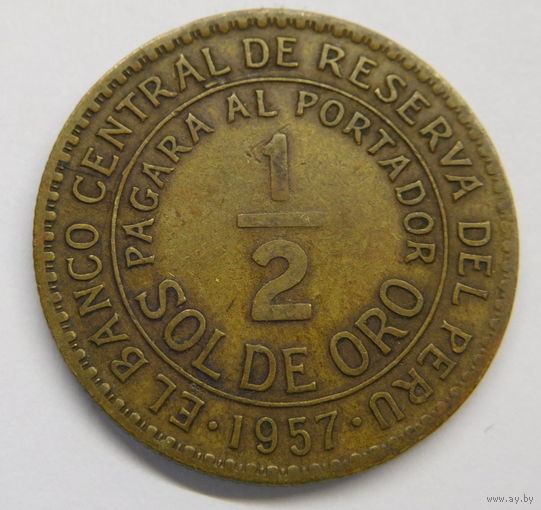 EL BANCO CENTRAL DE RESERVA DEL PERU
· 1957 ·
PAGARA AL PORTADOR
1/2
SOL DE ORO
www.ay.by